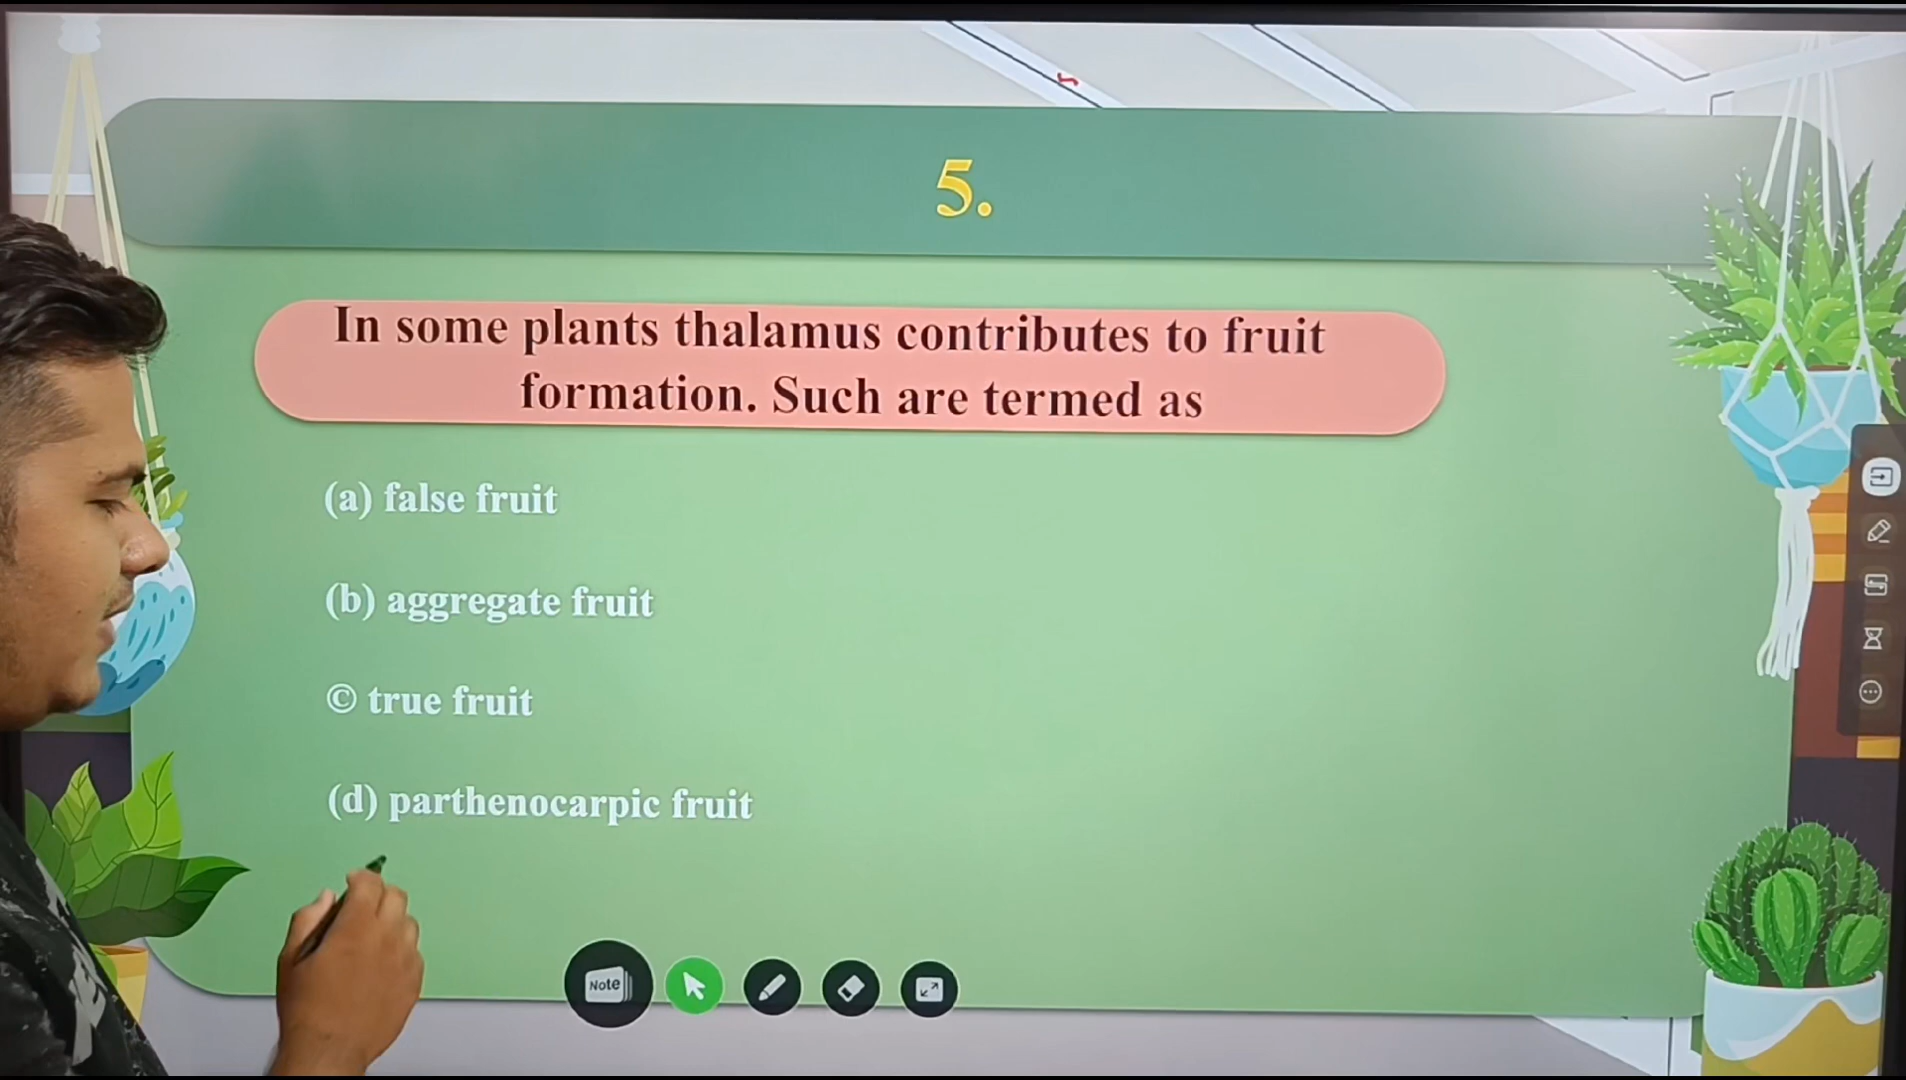 5.
In some plants thalamus contributes to fruit
formation. Such are termed as
(a) false fruit
(b) aggregate fruit
© true fruit
(d) parthenocarpic fruit
Note